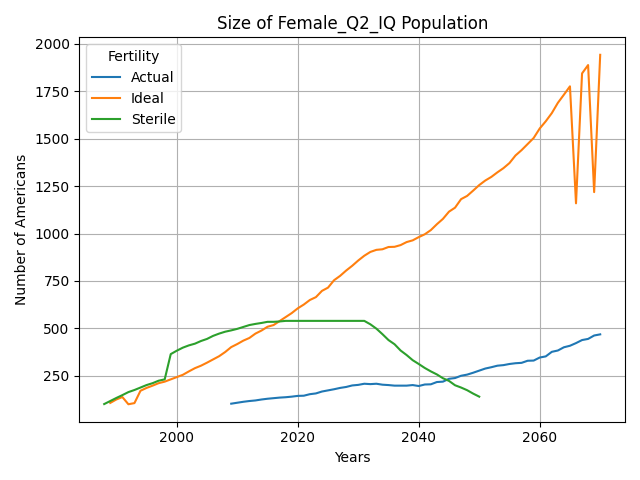 Size of Female_Q2_IQ Population
Fertility
Actual
Ideal
Sterile
Number of Americans
2000
1750
1500
1250
1000
750
500
250
2000
2020
2040
2060
Years